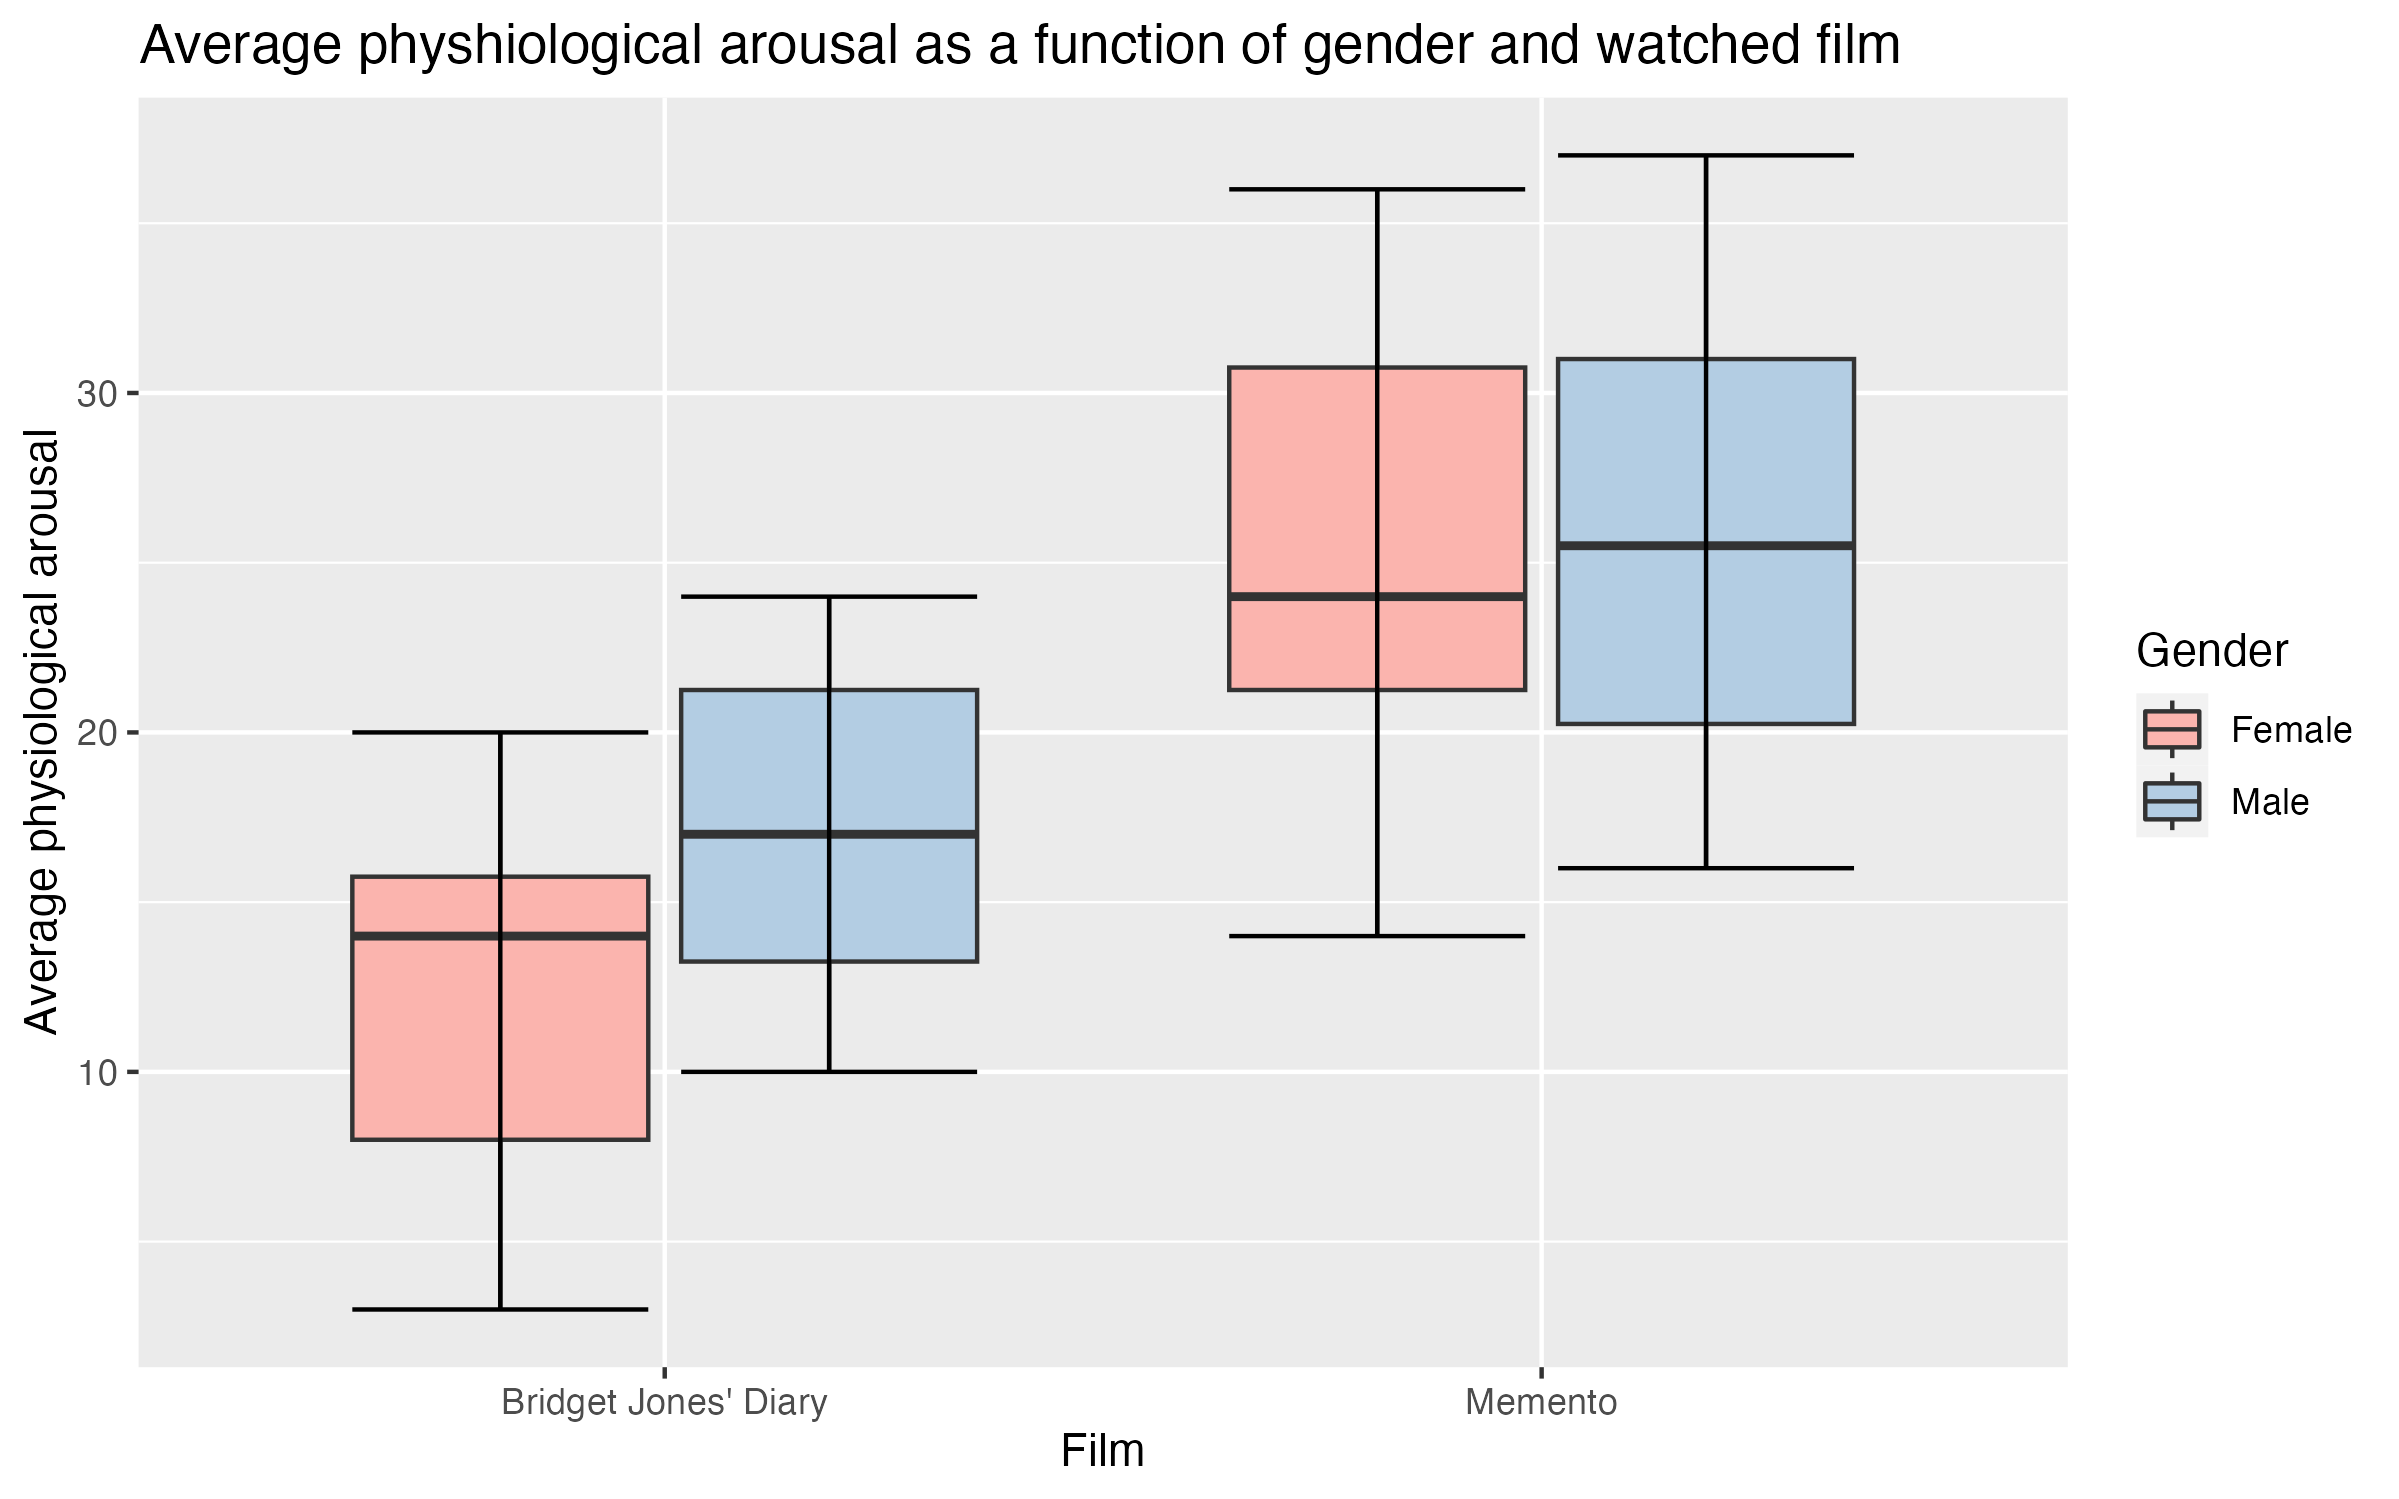 Average physhiological arousal as a function of gender and watched film
Average physiological arousal
30
20
10
Bridget Jones' Diary
Memento
Film
Gender
Female
Male